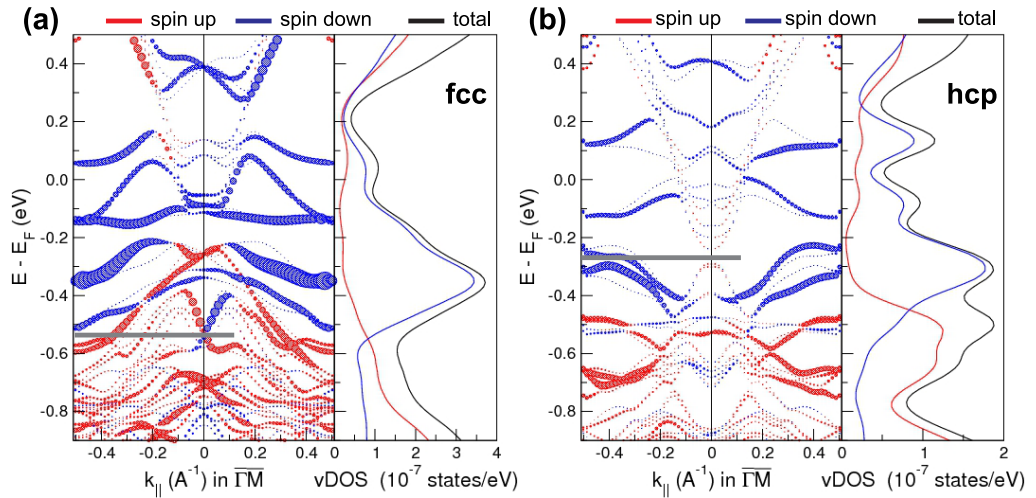 (a) spin up spin down total
fcc
E - E_F (eV)
0.4
0.2
0.0
-0.2
-0.4
-0.6
-0.8
-0.4 -0.2 0 0.2 0.4
0 1 2 3 4
k_|| (A⁻¹) in Γ̅M̅
vDOS (10⁻⁷ states/eV)
(b) spin up spin down total
hcp
E - E_F (eV)
0.4
0.2
0.0
-0.2
-0.4
-0.6
-0.8
-0.4 -0.2 0 0.2 0.4
0 1 2
k_|| (A⁻¹) in Γ̅M̅
vDOS (10⁻⁷ states/eV)